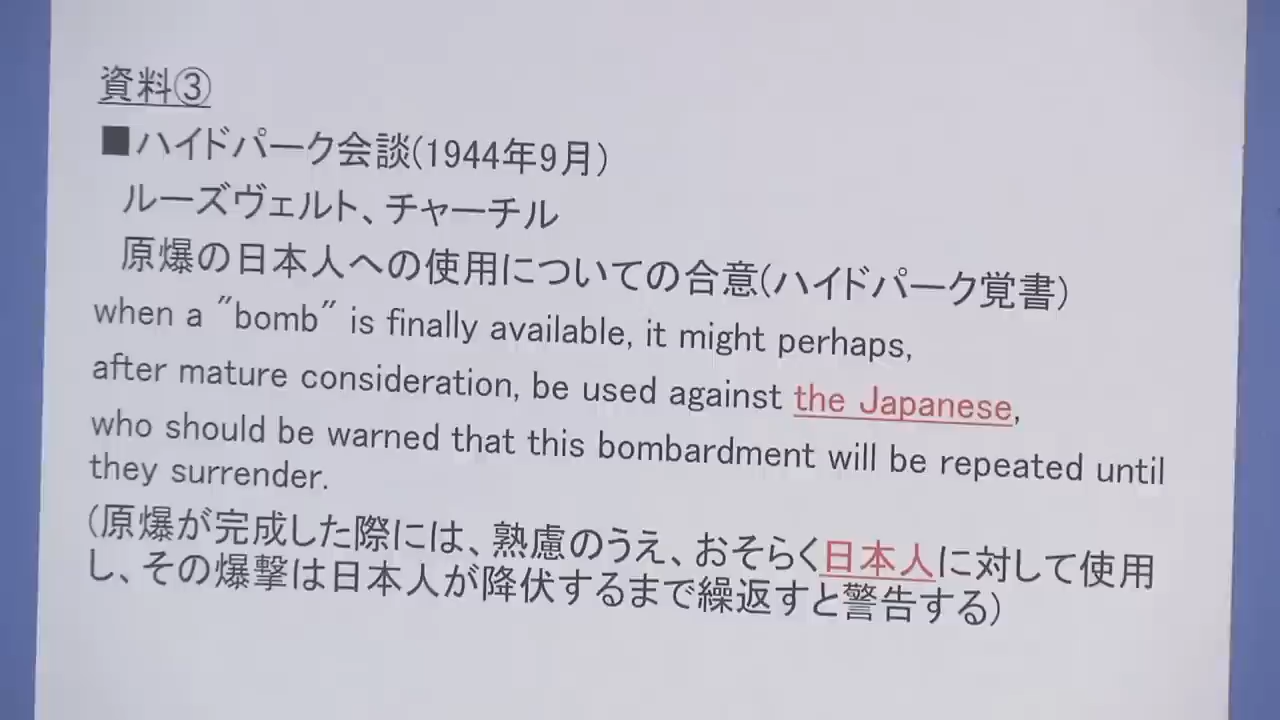 資料③
■ハイドパーク会談(1944年9月)
ルーズヴェルト、チャーチル
原爆の日本人への使用についての合意(ハイドパーク覚書)
when a "bomb" is finally available, it might perhaps,
after mature consideration, be used against the Japanese,
who should be warned that this bombardment will be repeated until
they surrender.
(原爆が完成した際には、熟慮のうえ、おそらく日本人に対して使用
し、その爆撃は日本人が降伏するまで繰返すと警告する)